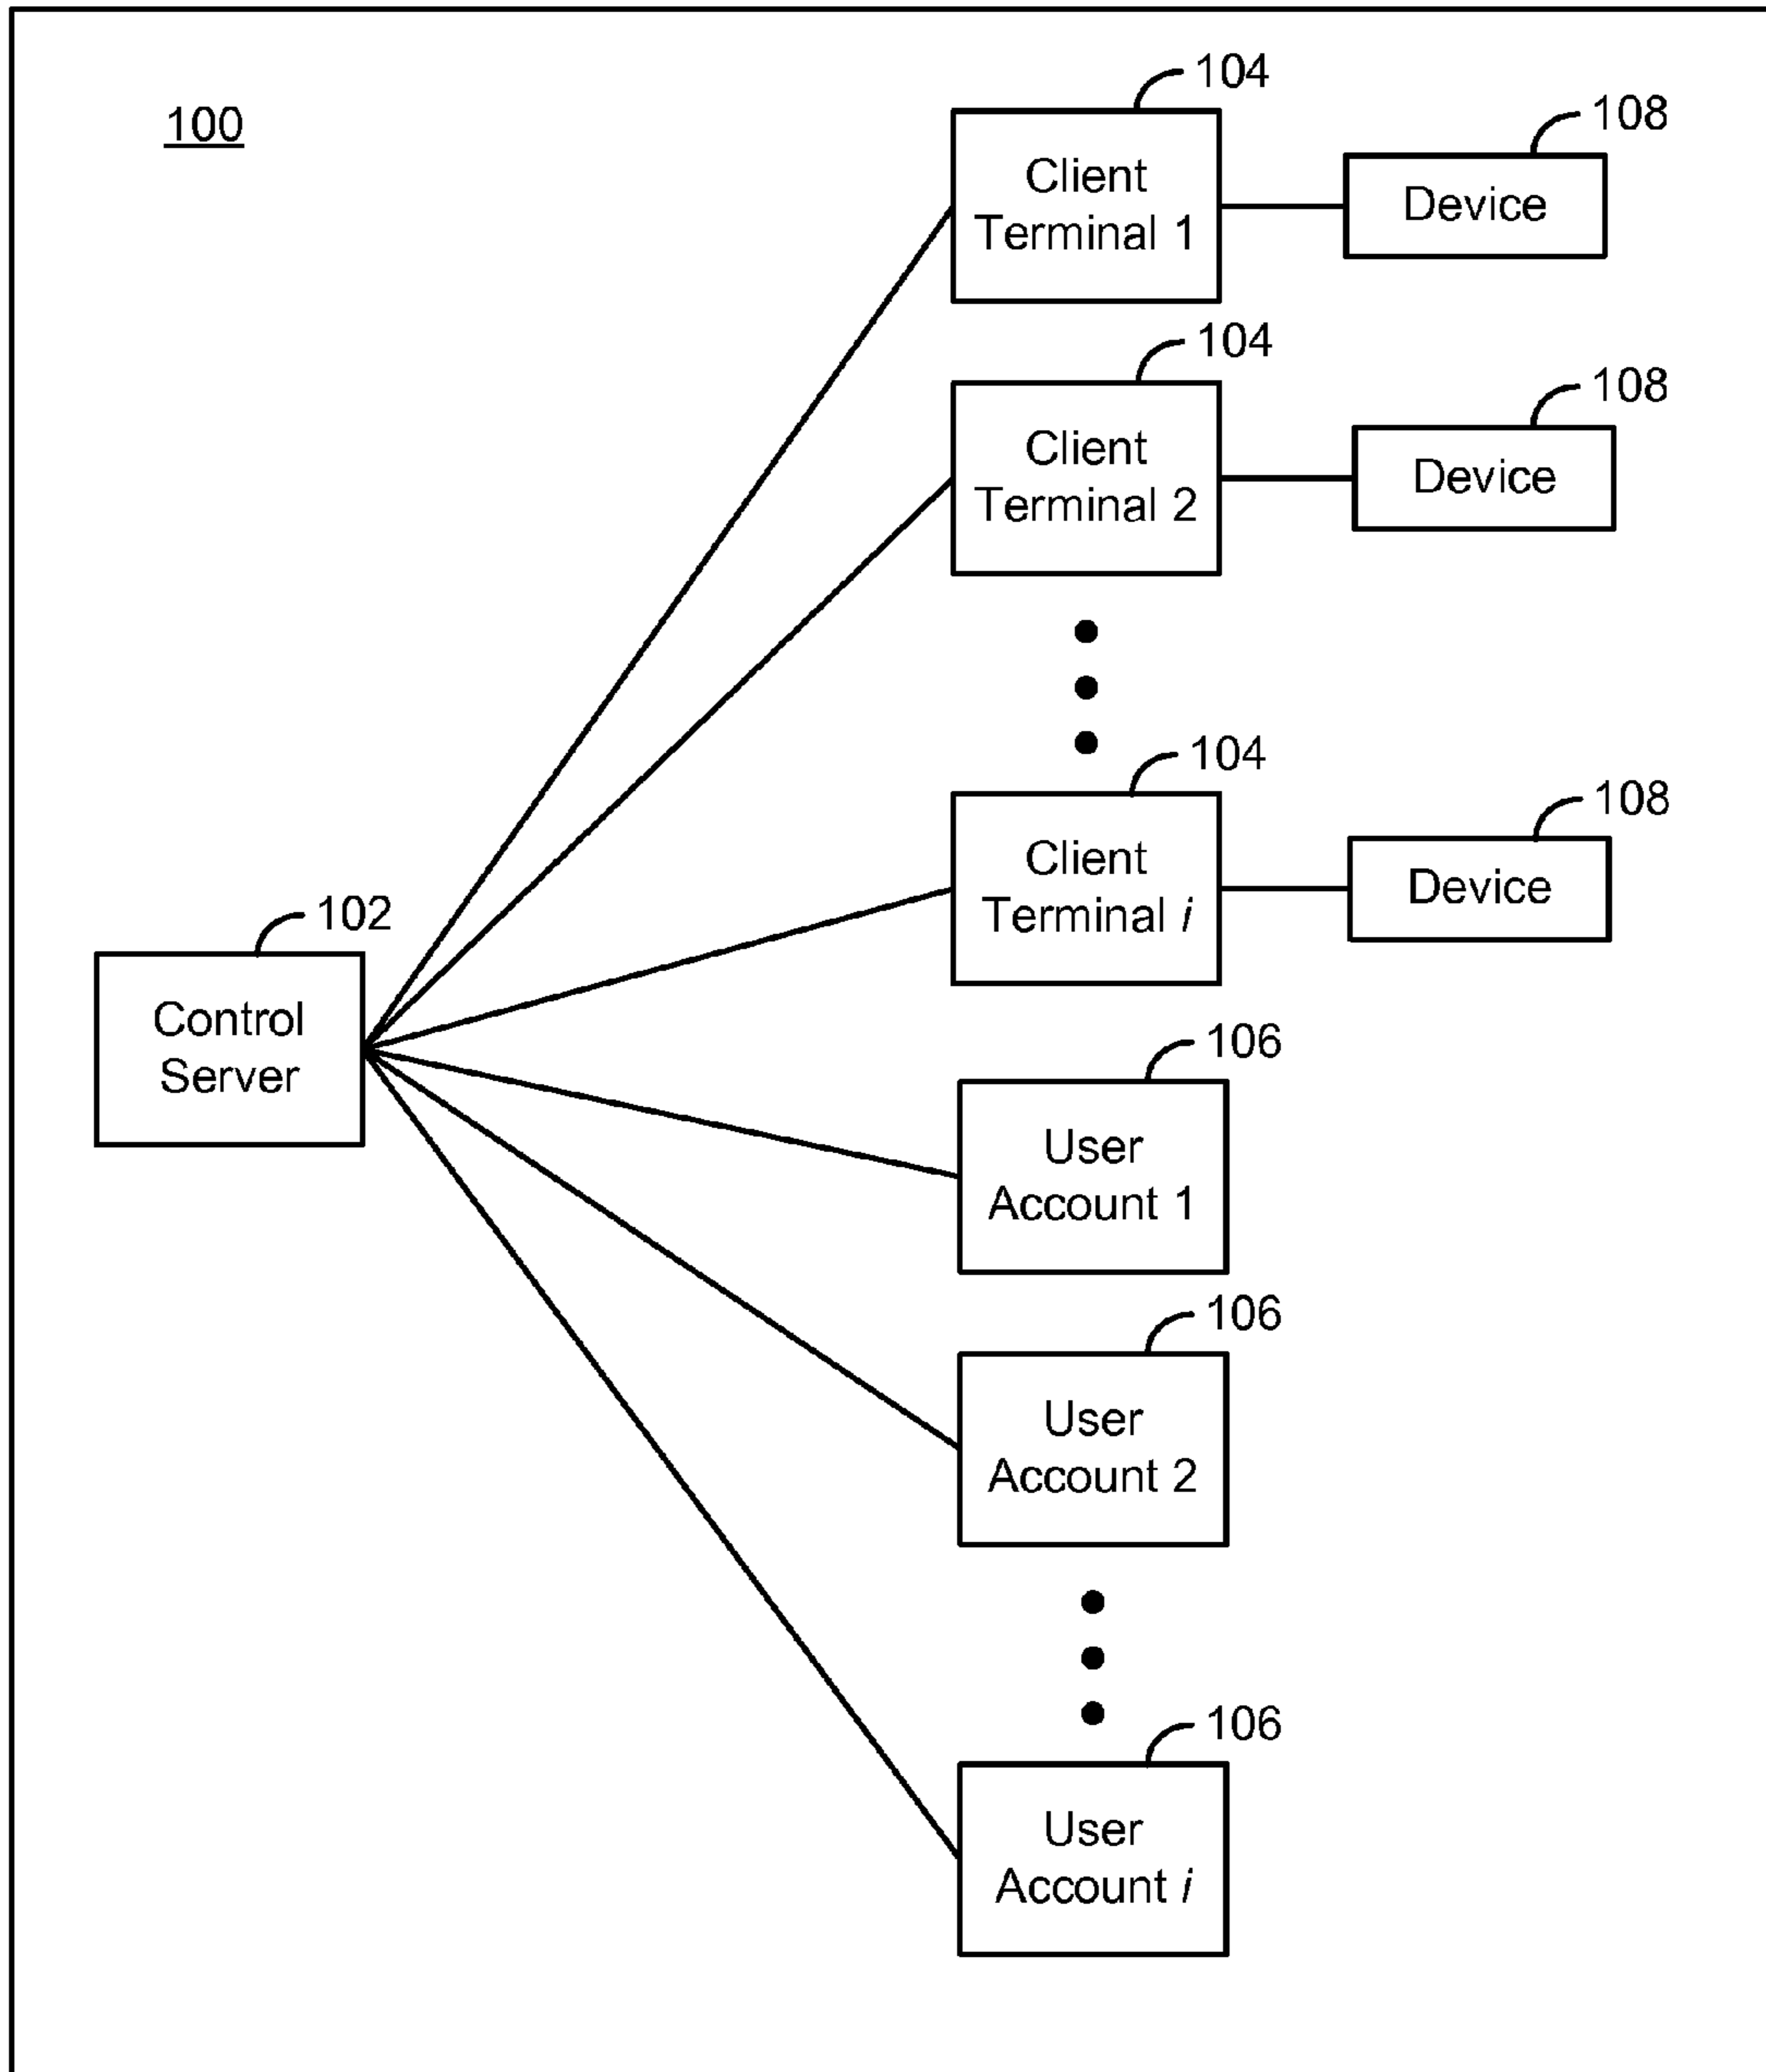 100
104
108
Client
Terminal 1
Device
104
108
Client
Terminal 2
Device
104
108
Client
Terminal i
Device
102
Control
Server
106
User
Account 1
106
User
Account 2
106
User
Account i